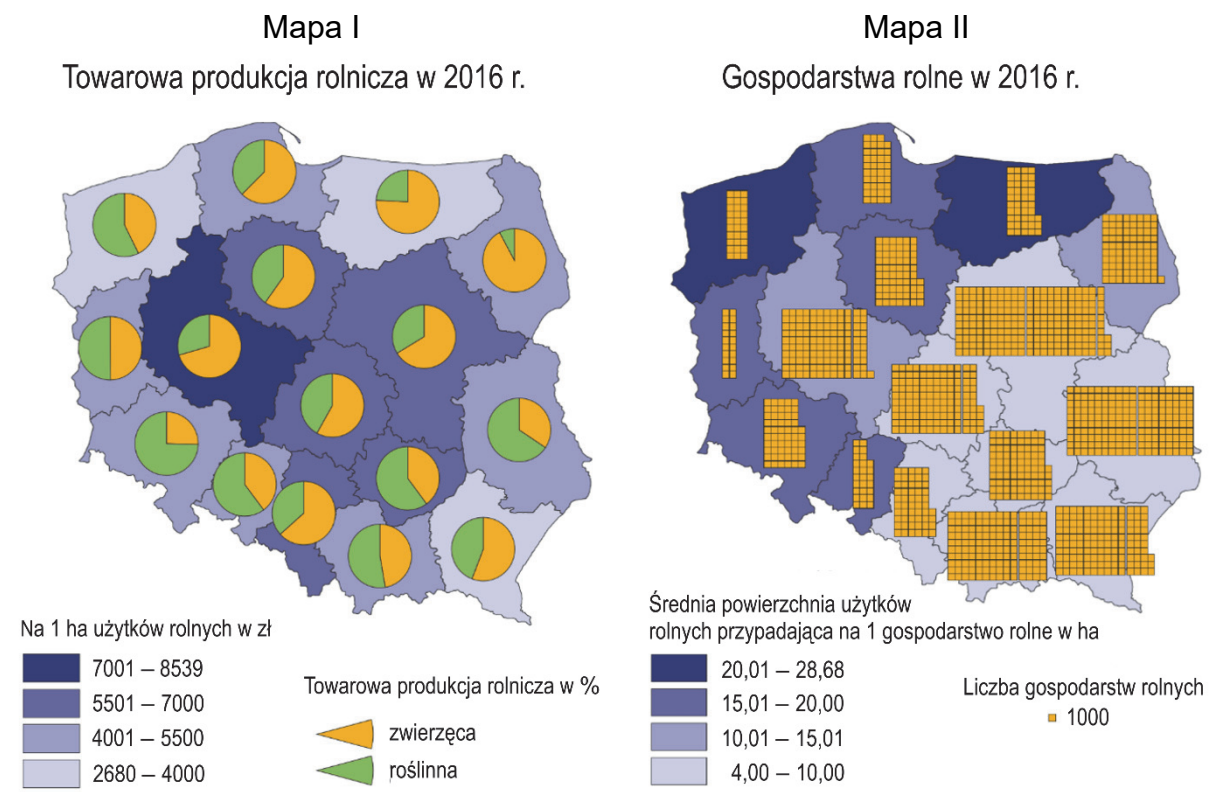 Mapa I
Towarowa produkcja rolnicza w 2016 r.
Na 1 ha użytków rolnych w zł
7001 – 8539
5501 – 7000
4001 – 5500
2680 – 4000
Towarowa produkcja rolnicza w %
zwierzęca
roślinna
Mapa II
Gospodarstwa rolne w 2016 r.
Średnia powierzchnia użytków
rolnych przypadająca na 1 gospodarstwo rolne w ha
20,01 – 28,68
15,01 – 20,00
10,01 – 15,01
4,00 – 10,00
Liczba gospodarstw rolnych
1000